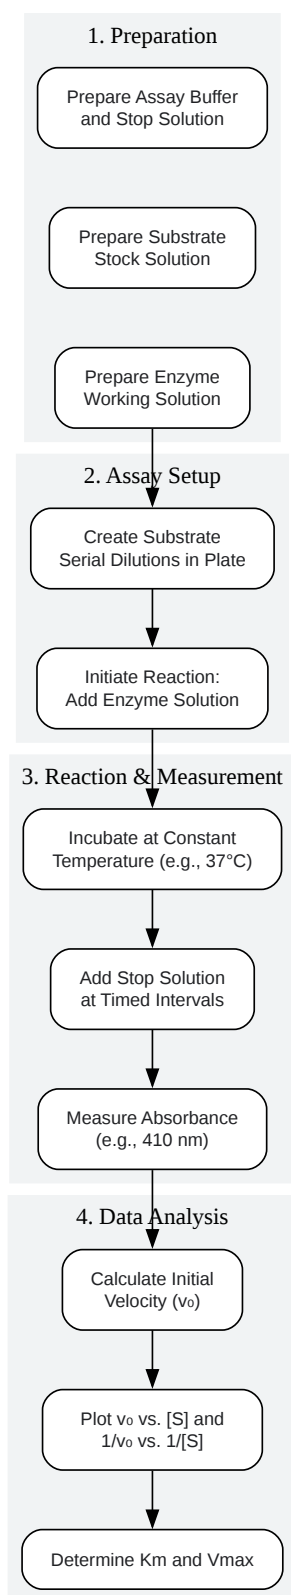 1. Preparation
Prepare Assay Buffer
and Stop Solution
Prepare Substrate
Stock Solution
Prepare Enzyme
Working Solution
2. Assay Setup
Create Substrate
Serial Dilutions in Plate
Initiate Reaction:
Add Enzyme Solution
3. Reaction & Measurement
Incubate at Constant
Temperature (e.g., 37°C)
Add Stop Solution
at Timed Intervals
Measure Absorbance
(e.g., 410 nm)
4. Data Analysis
Calculate Initial
Velocity (v₀)
Plot v₀ vs. [S] and
1/v₀ vs. 1/[S]
Determine Km and Vmax